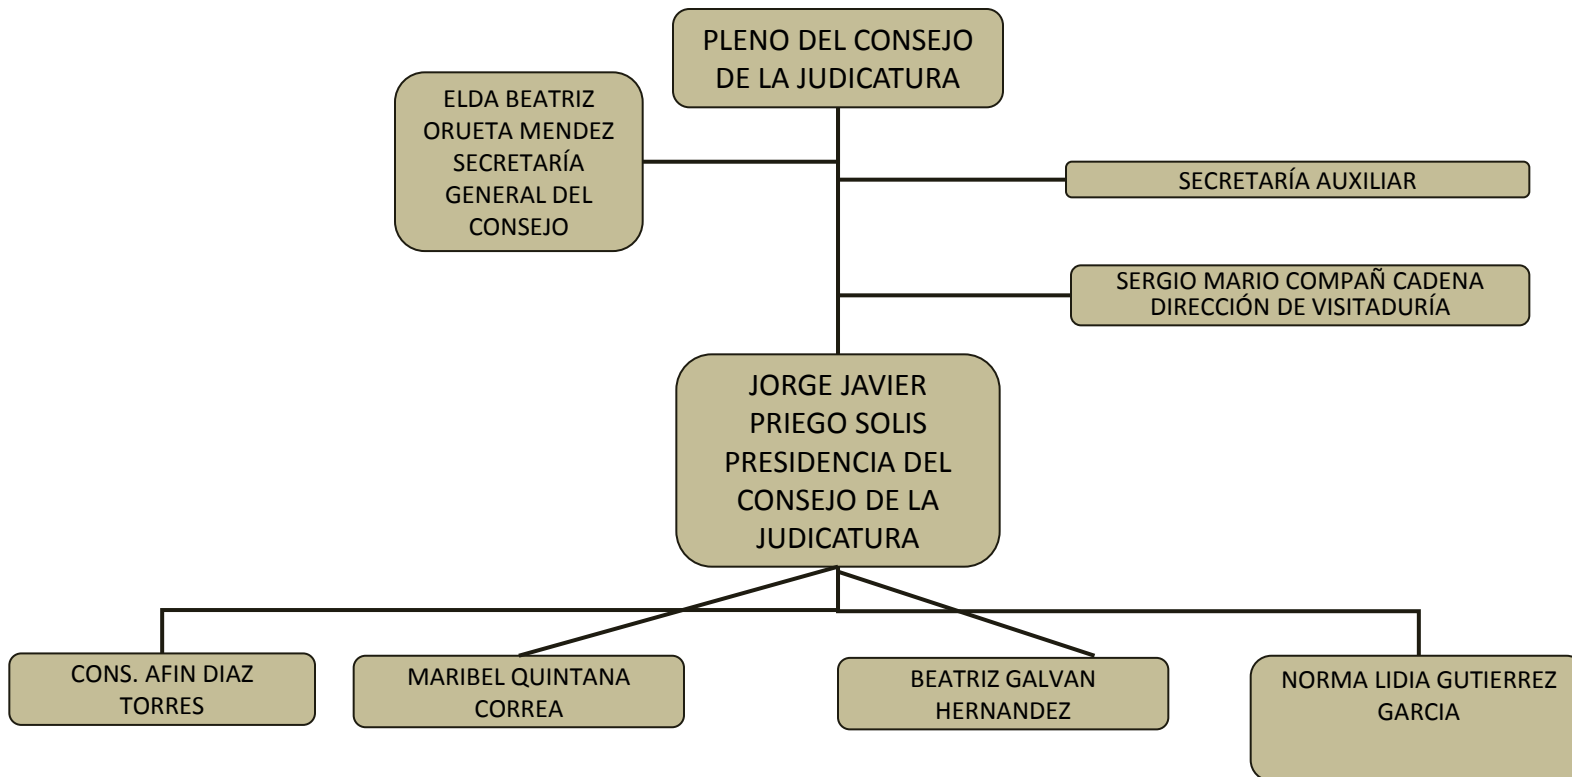 PLENO DEL CONSEJO
DE LA JUDICATURA
ELDA BEATRIZ
ORUETA MENDEZ
SECRETARÍA
GENERAL DEL
CONSEJO
SECRETARÍA AUXILIAR
SERGIO MARIO COMPAÑ CADENA
DIRECCIÓN DE VISITADURÍA
JORGE JAVIER
PRIEGO SOLIS
PRESIDENCIA DEL
CONSEJO DE LA
JUDICATURA
CONS. AFIN DIAZ
TORRES
MARIBEL QUINTANA
CORREA
BEATRIZ GALVAN
HERNANDEZ
NORMA LIDIA GUTIERREZ
GARCIA